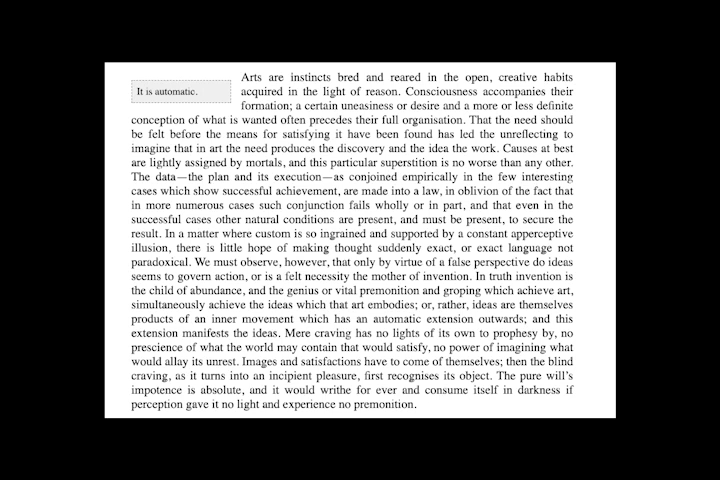 It is automatic.
Arts are instincts bred and reared in the open, creative habits
acquired in the light of reason. Consciousness accompanies their
formation; a certain uneasiness or desire and a more or less definite
conception of what is wanted often precedes their full organisation. That the need should
be felt before the means for satisfying it have been found has led the unreflecting to
imagine that in art the need produces the discovery and the idea the work. Causes at best
are lightly assigned by mortals, and this particular superstition is no worse than any other.
The data—the plan and its execution—as conjoined empirically in the few interesting
cases which show successful achievement, are made into a law, in oblivion of the fact that
in more numerous cases such conjunction fails wholly or in part, and that even in the
successful cases other natural conditions are present, and must be present, to secure the
result. In a matter where custom is so ingrained and supported by a constant apperceptive
illusion, there is little hope of making thought suddenly exact, or exact language not
paradoxical. We must observe, however, that only by virtue of a false perspective do ideas
seems to govern action, or is a felt necessity the mother of invention. In truth invention is
the child of abundance, and the genius or vital premonition and groping which achieve art,
simultaneously achieve the ideas which that art embodies; or, rather, ideas are themselves
products of an inner movement which has an automatic extension outwards; and this
extension manifests the ideas. Mere craving has no lights of its own to prophesy by, no
prescience of what the world may contain that would satisfy, no power of imagining what
would allay its unrest. Images and satisfactions have to come of themselves; then the blind
craving, as it turns into an incipient pleasure, first recognises its object. The pure will's
impotence is absolute, and it would writhe for ever and consume itself in darkness if
perception gave it no light and experience no premonition.